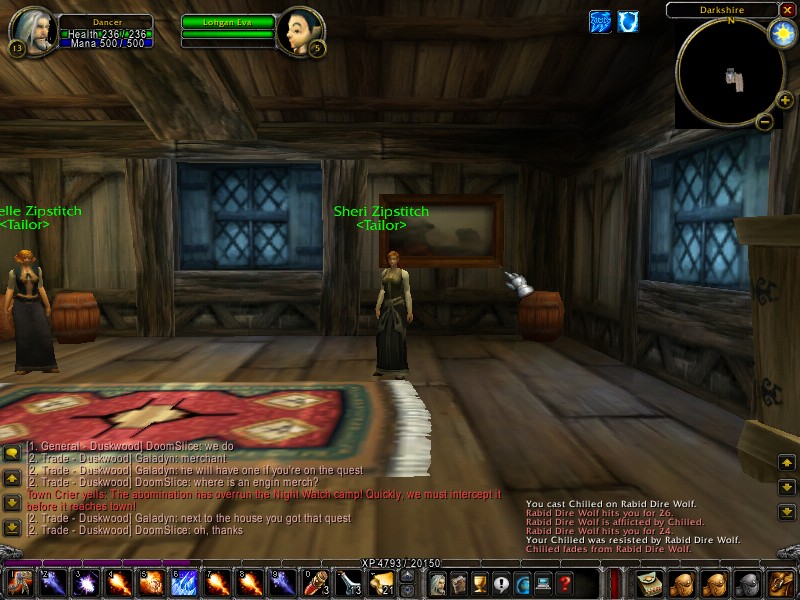 Dancer
Health 236 / 236
Mana 500 / 500
13
Lohgan Eva
5
Darkshire
N
elle Zipstitch
<Tailor>
Sheri Zipstitch
<Tailor>
[1. General - Duskwood] DoomSlice: we do
[2. Trade - Duskwood] Galadyn: merchant
[2. Trade - Duskwood] Galadyn: he will have one if you're on the quest
[2. Trade - Duskwood] DoomSlice: where is an engin merch?
Town Crier yells: The abomination has overrun the Night Watch camp! Quickly, we must intercept it
before it reaches town!
[2. Trade - Duskwood] Galadyn: next to the house you got that quest
[2. Trade - Duskwood] DoomSlice: oh, thanks
You cast Chilled on Rabid Dire Wolf.
Rabid Dire Wolf hits you for 26.
Rabid Dire Wolf is afflicted by Chilled.
Rabid Dire Wolf hits you for 24.
Your Chilled was resisted by Rabid Dire Wolf.
Chilled fades from Rabid Dire Wolf.
XP 4793 / 20150
3
13
21